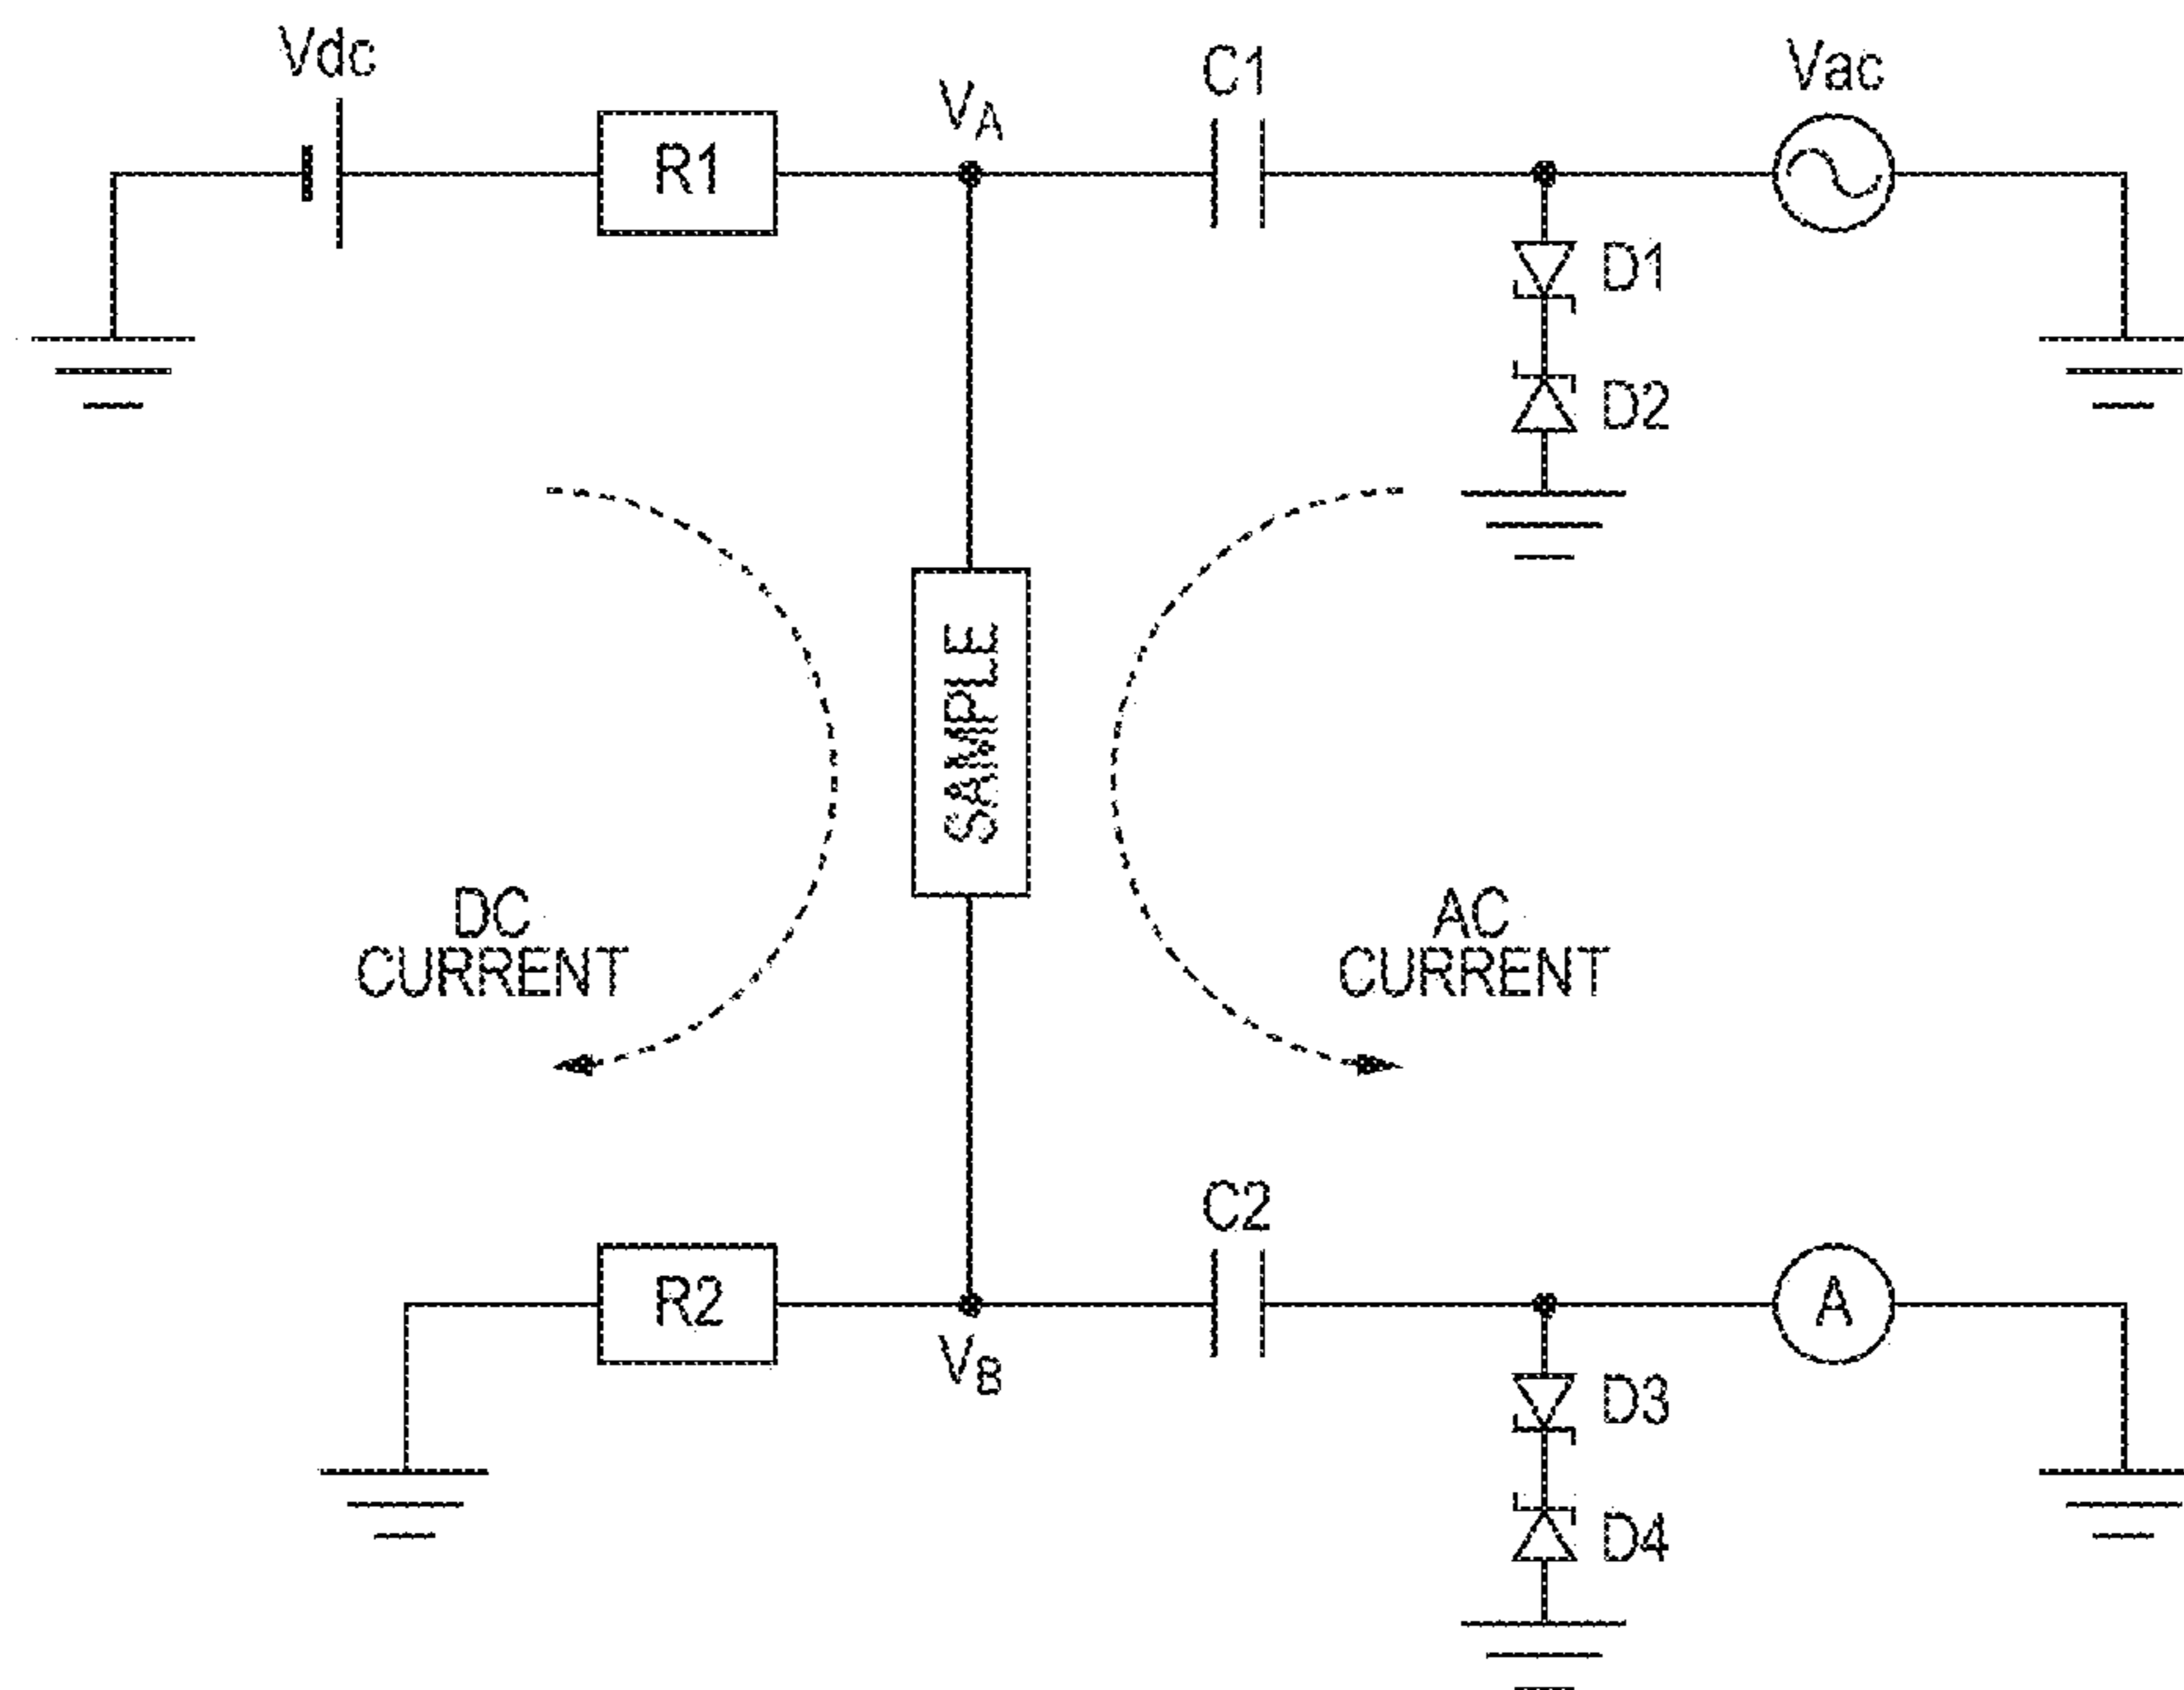 Vdc
R1
VA
C1
Vac
D1
D2
SAMPLE
DC
CURRENT
AC
CURRENT
C2
R2
VB
A
D3
D4